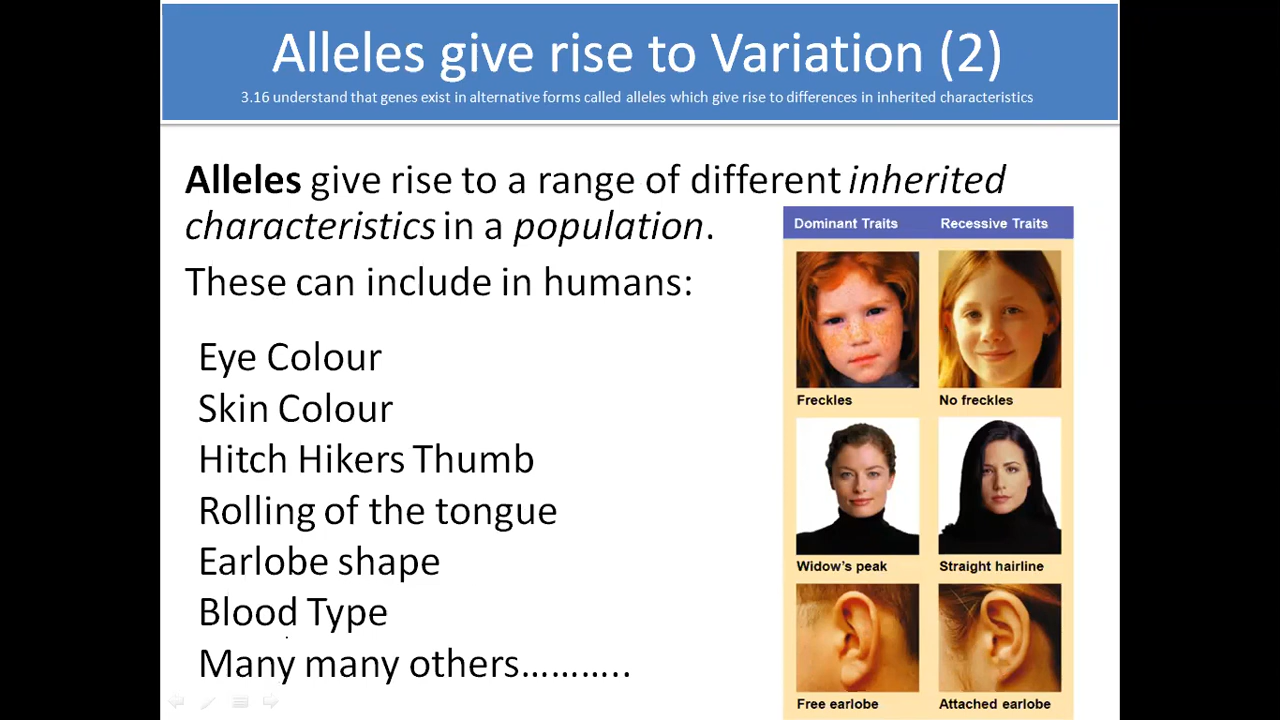 Alleles give rise to Variation (2)
3.16 understand that genes exist in alternative forms called alleles which give rise to differences in inherited characteristics
Alleles give rise to a range of different inherited
characteristics in a population.
These can include in humans:
Eye Colour
Skin Colour
Hitch Hikers Thumb
Rolling of the tongue
Earlobe shape
Blood Type
Many many others………..
Dominant Traits
Recessive Traits
Freckles
No freckles
Widow's peak
Straight hairline
Free earlobe
Attached earlobe